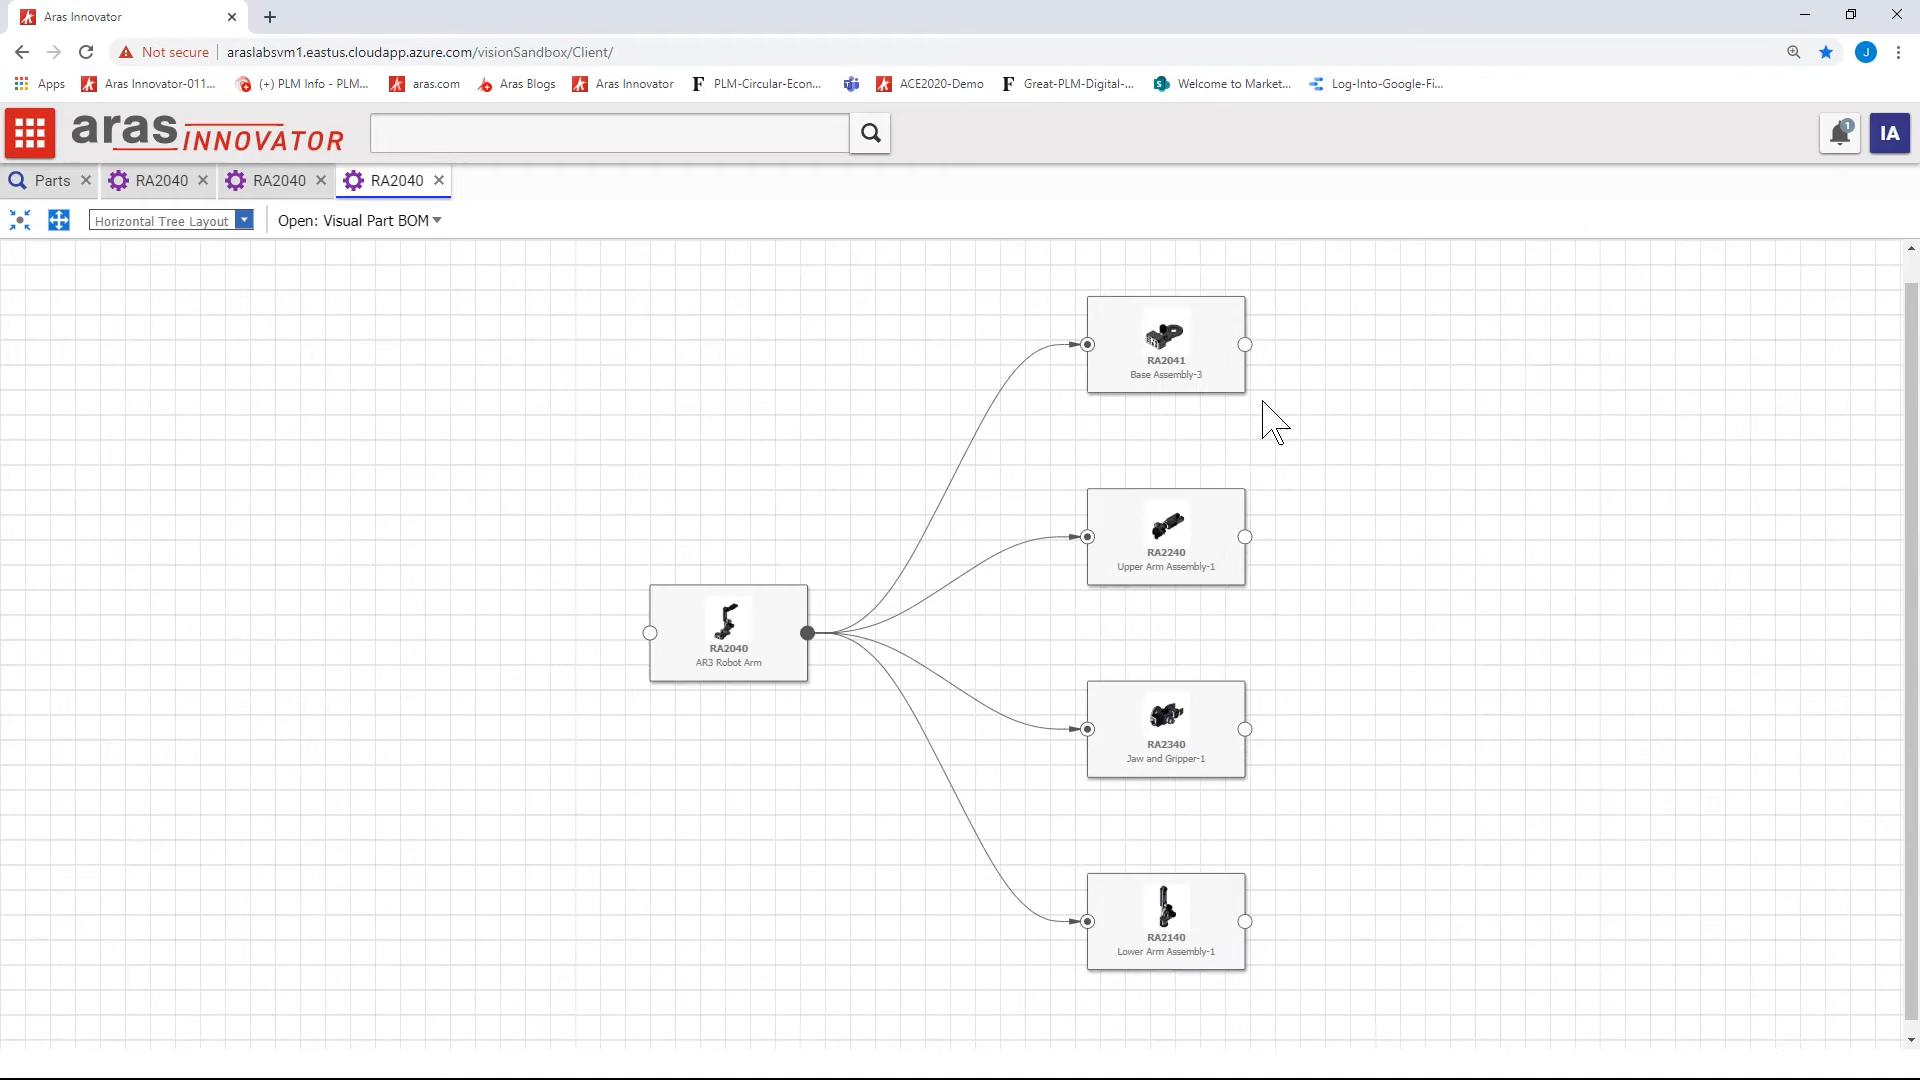 Aras Innovator
Not secure araslabsvm1.eastus.cloudapp.azure.com/visionSandbox/Client/ J
Apps Aras Innovator-011... (+) PLM Info - PLM... aras.com Aras Blogs Aras Innovator PLM-Circular-Econ... ACE2020-Demo Great-PLM-Digital-... Welcome to Market... Log-Into-Google-Fi...
aras INNOVATOR 1 IA
Parts RA2040 RA2040 RA2040
Horizontal Tree Layout Open: Visual Part BOM
RA2041
Base Assembly-3
RA2240
Upper Arm Assembly-1
RA2040
AR3 Robot Arm
RA2340
Jaw and Gripper-1
RA2140
Lower Arm Assembly-1